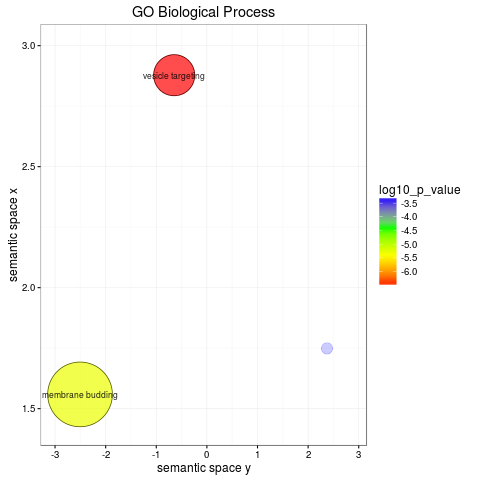 GO Biological Process
3.0
2.5
2.0
1.5
semantic space x
vesicle targeting
membrane budding
-3
-2
-1
0
1
2
3
semantic space y
log10_p_value
-3.5
-4.0
-4.5
-5.0
-5.5
-6.0